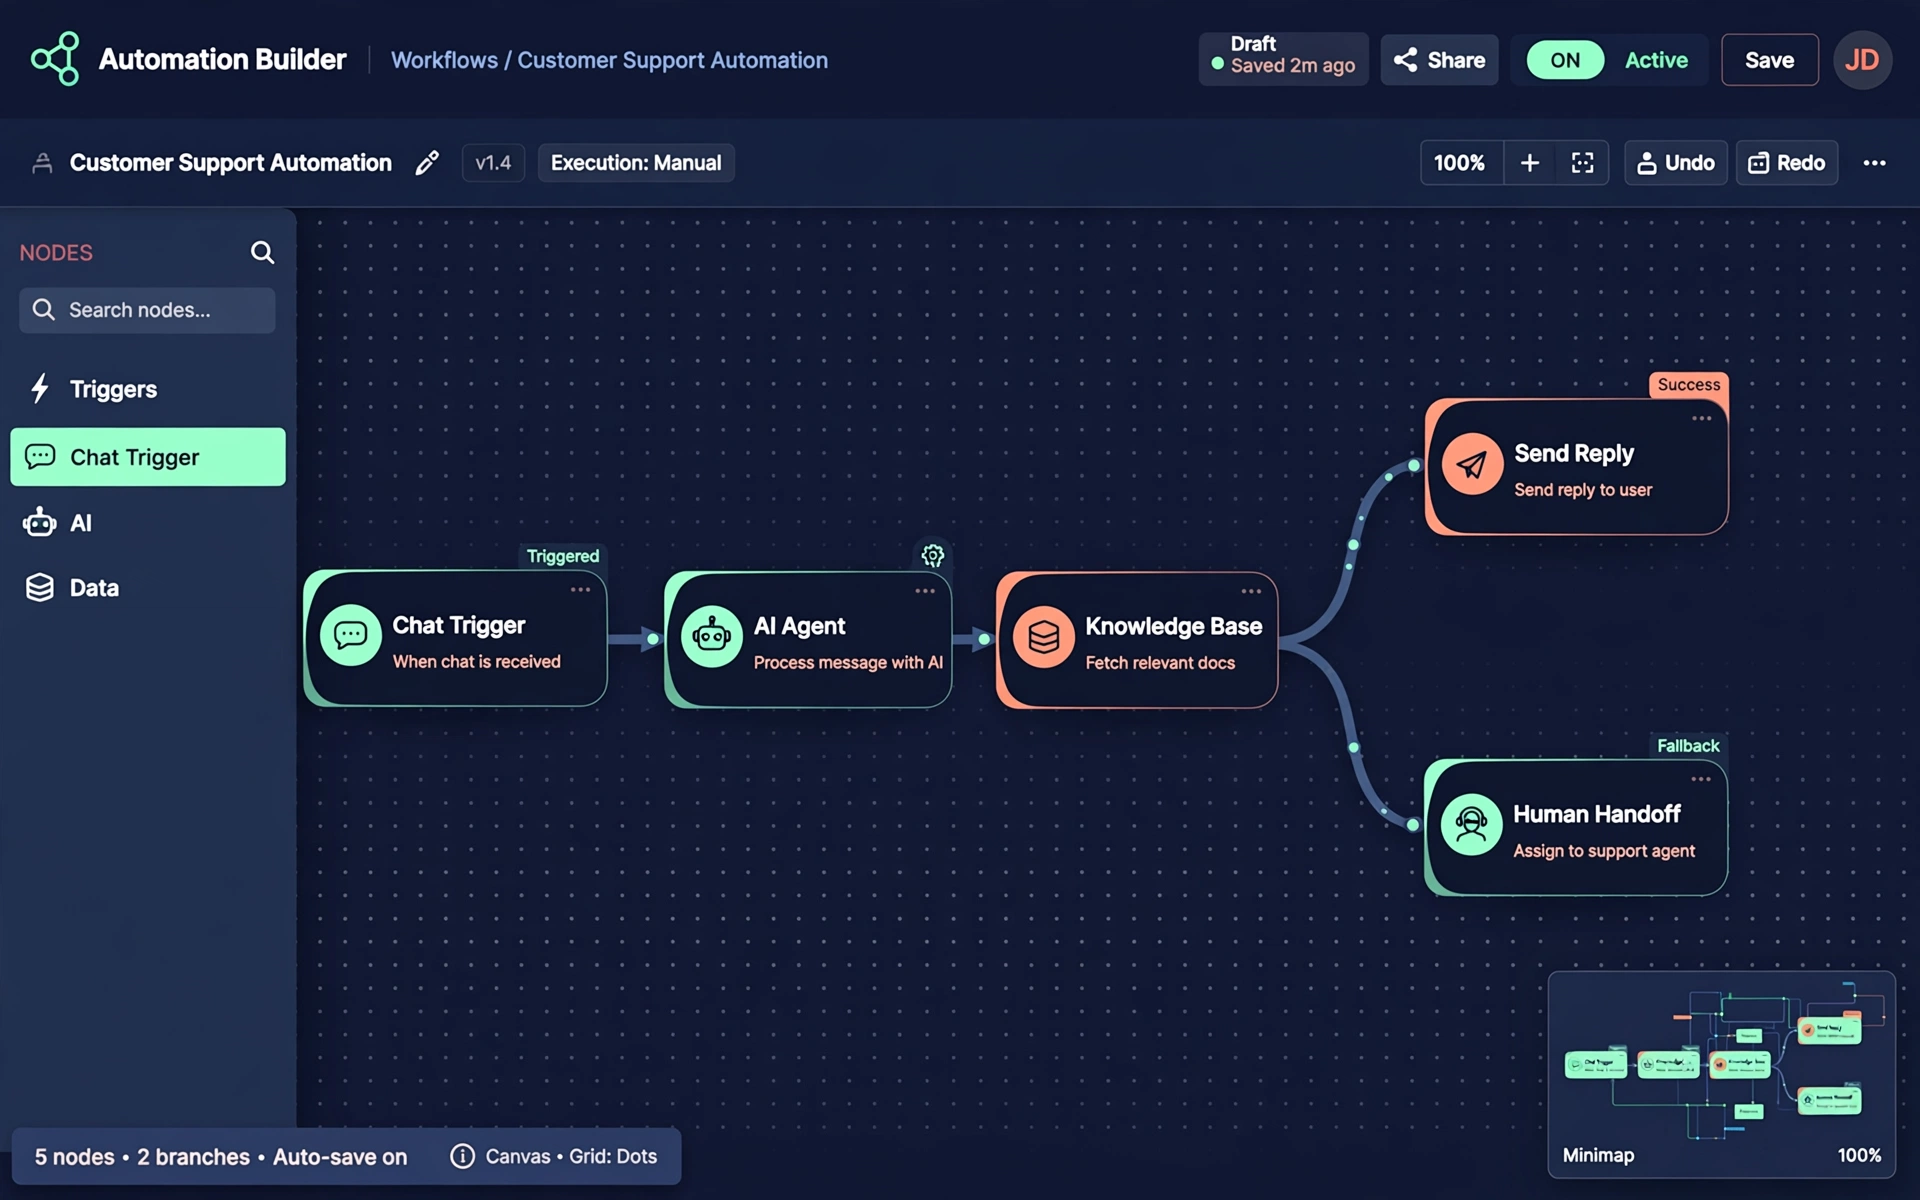 Automation Builder
Workflows / Customer Support Automation
Draft
Saved 2m ago
Share
ON
Active
Save
JD
Customer Support Automation
v1.4
Execution: Manual
100%
Undo
Redo
NODES
Search nodes...
Triggers
Chat Trigger
AI
Data
Triggered
Chat Trigger
When chat is received
AI Agent
Process message with AI
Knowledge Base
Fetch relevant docs
Success
Send Reply
Send reply to user
Fallback
Human Handoff
Assign to support agent
5 nodes • 2 branches • Auto-save on
Canvas • Grid: Dots
Minimap
100%